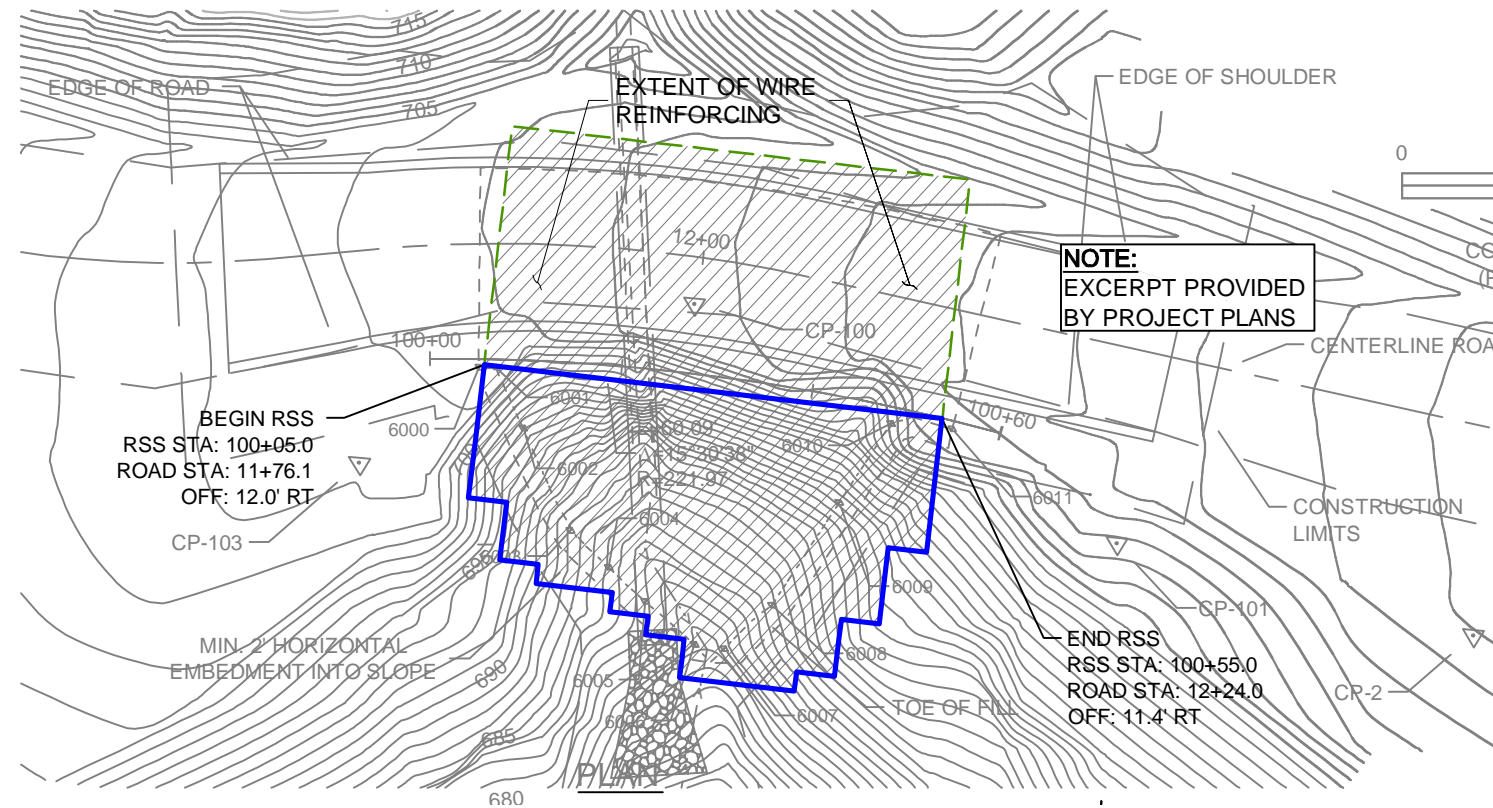 715
710
705
EDGE OF ROAD
EXTENT OF WIRE
REINFORCING
EDGE OF SHOULDER
0
12+00
NOTE:
EXCERPT PROVIDED
BY PROJECT PLANS
CP-100
100+00
CENTERLINE ROA
BEGIN RSS
RSS STA: 100+05.0
ROAD STA: 11+76.1
OFF: 12.0' RT
6000
6001
100+60
6010
6002
R=221.97
6011
CONSTRUCTION
LIMITS
6004
CP-103
6003
6009
CP-101
MIN. 2' HORIZONTAL
EMBEDMENT INTO SLOPE
690
END RSS
RSS STA: 100+55.0
ROAD STA: 12+24.0
OFF: 11.4' RT
6008
6005
CP-2
TOE OF FILL
6006
6007
685
PLAN
680